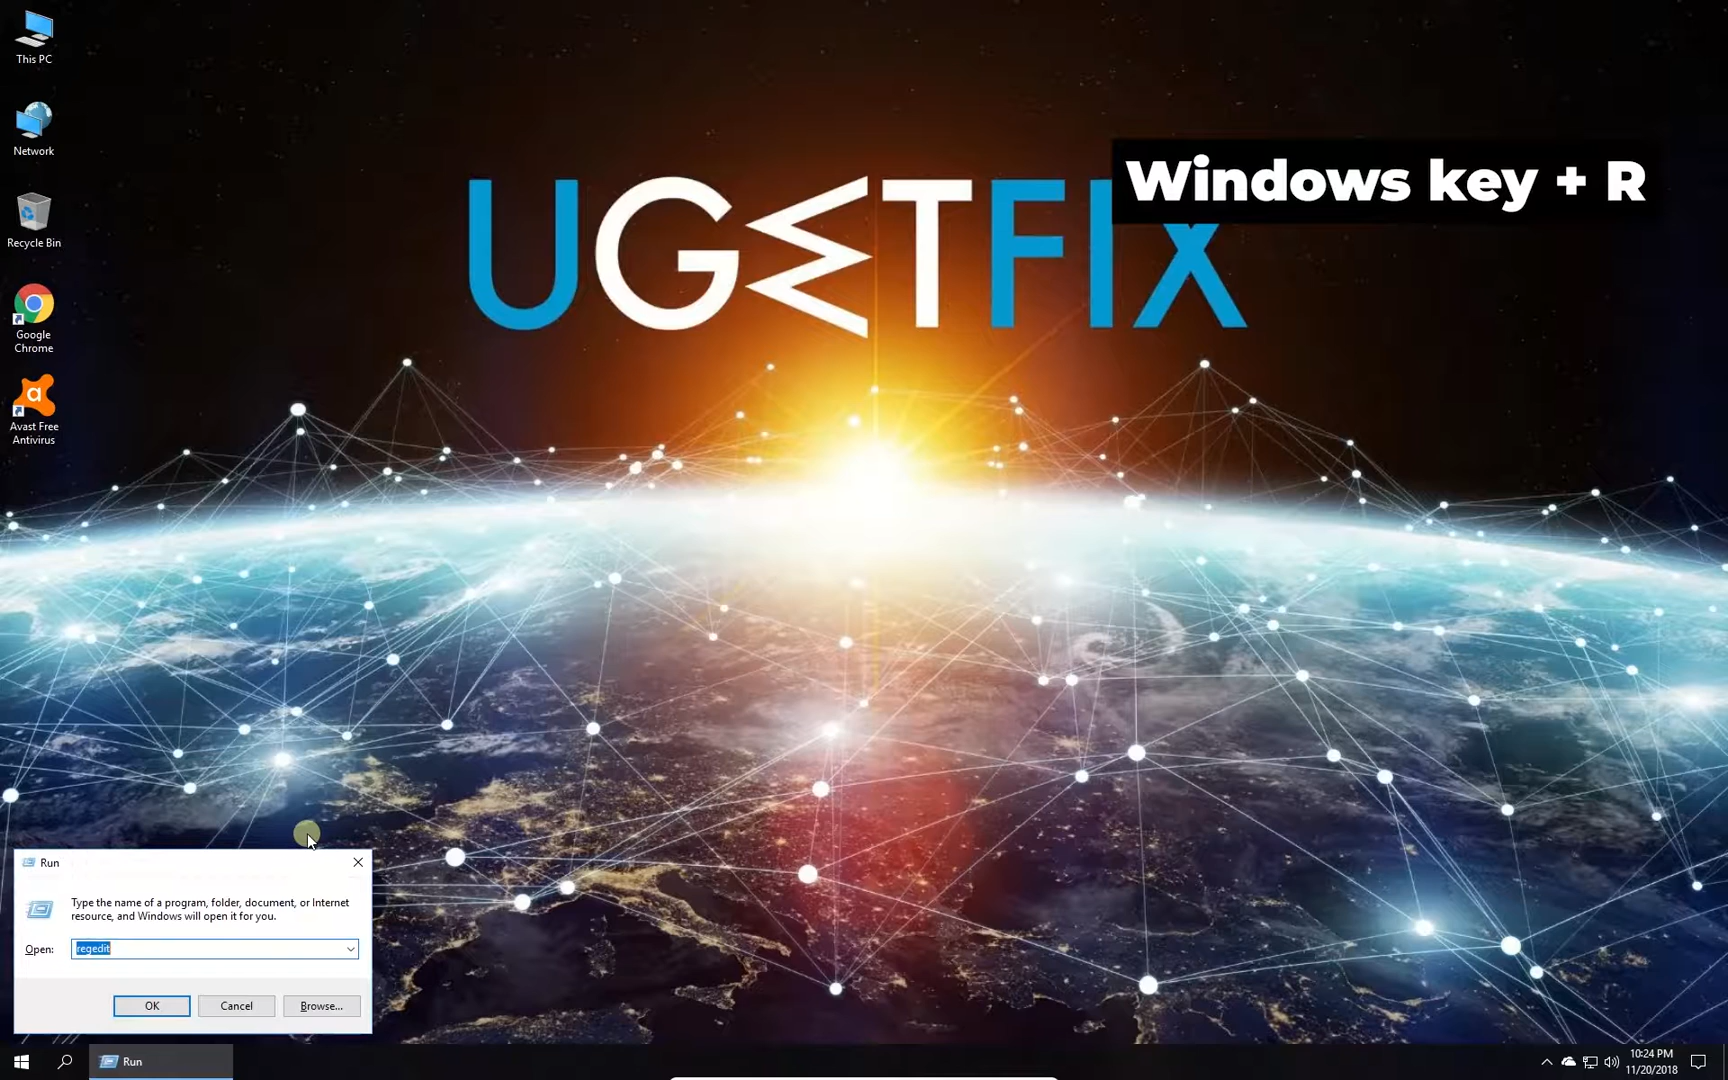 This PC
Network
Recycle Bin
Google
Chrome
Avast Free
Antivirus
UGETFIX
Windows key + R
Run
Type the name of a program, folder, document, or Internet
resource, and Windows will open it for you.
Open:
regedit
OK
Cancel
Browse...
Run
10:24 PM
11/20/2018